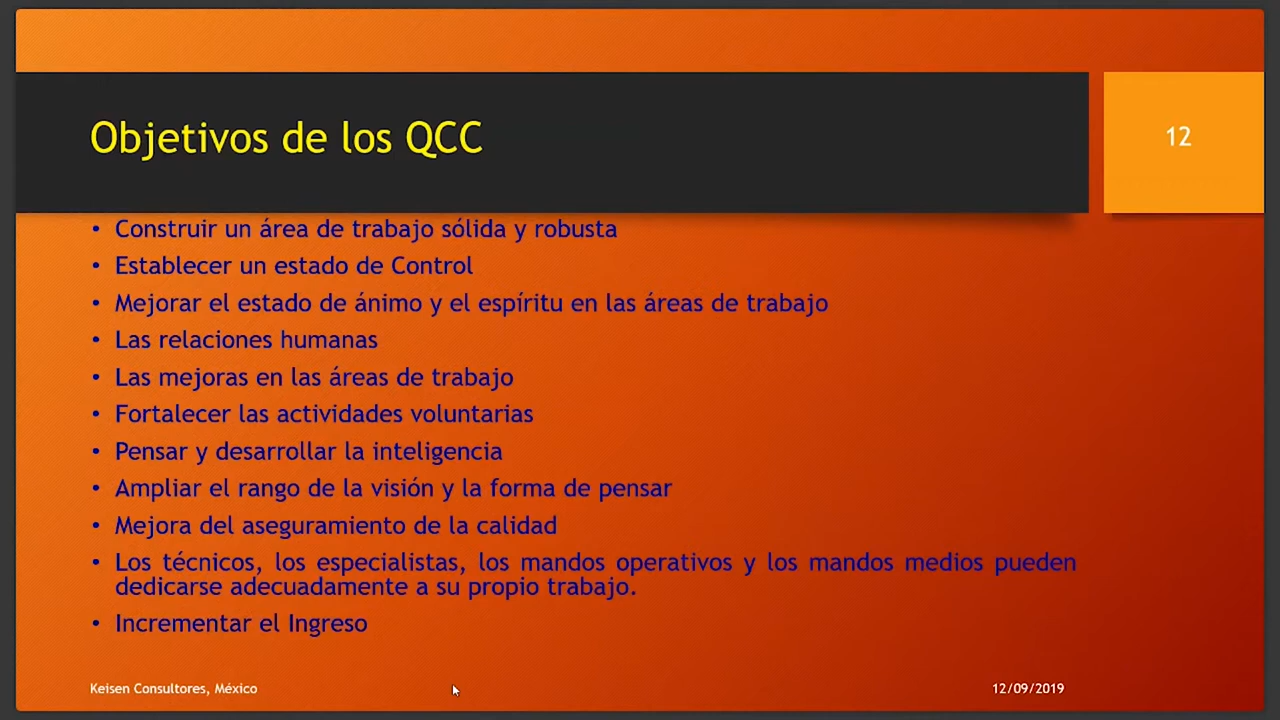 Objetivos de los QCC
12
• Construir un área de trabajo sólida y robusta
• Establecer un estado de Control
• Mejorar el estado de ánimo y el espíritu en las áreas de trabajo
• Las relaciones humanas
• Las mejoras en las áreas de trabajo
• Fortalecer las actividades voluntarias
• Pensar y desarrollar la inteligencia
• Ampliar el rango de la visión y la forma de pensar
• Mejora del aseguramiento de la calidad
• Los técnicos, los especialistas, los mandos operativos y los mandos medios pueden
dedicarse adecuadamente a su propio trabajo.
• Incrementar el Ingreso
Keisen Consultores, México
12/09/2019